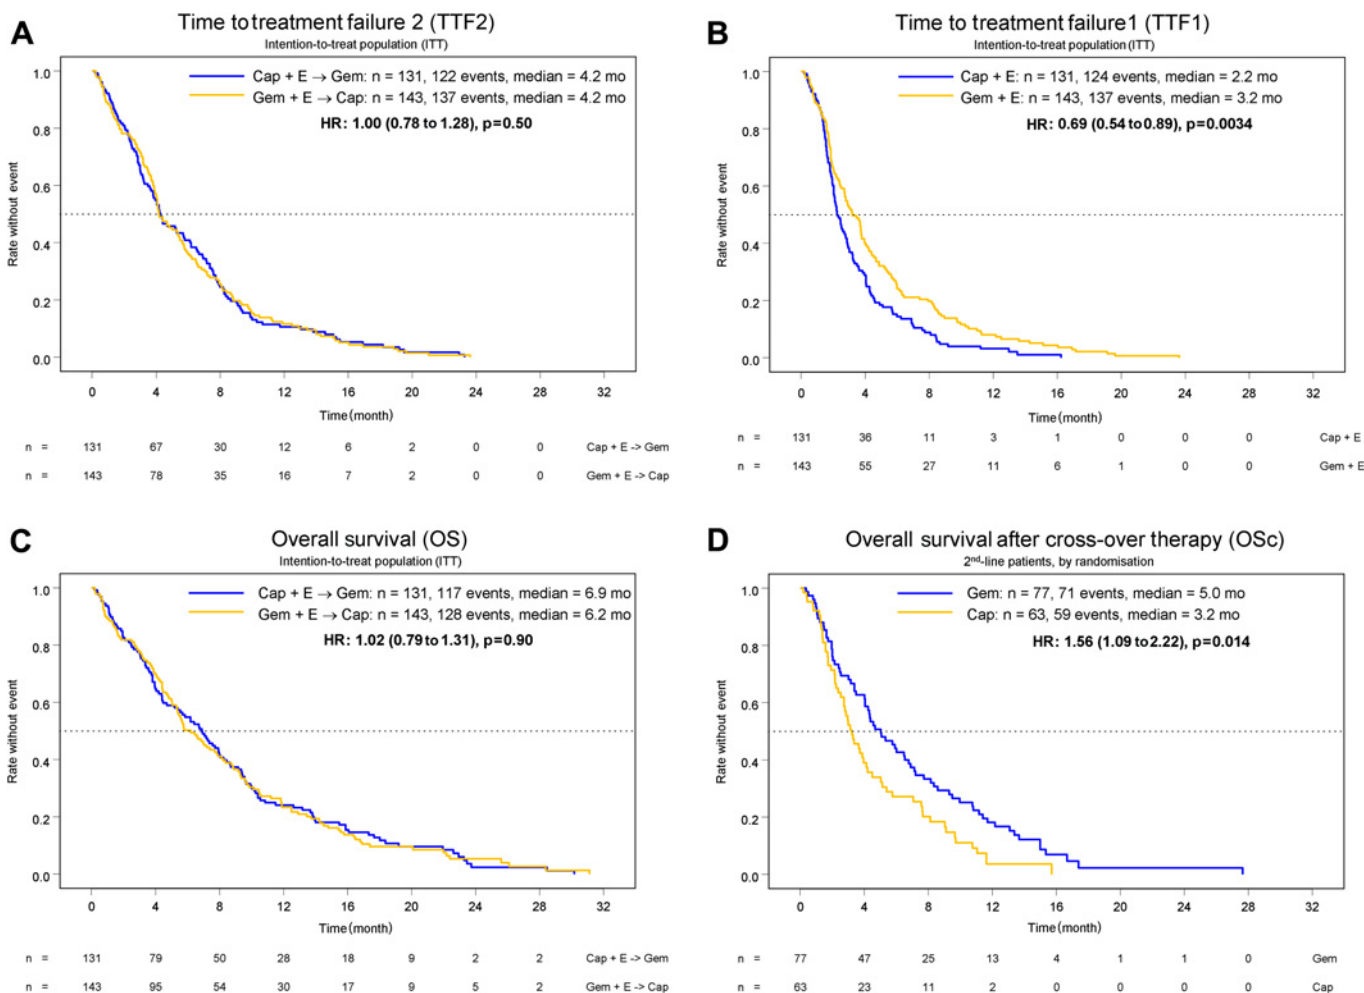 A
Time to treatment failure 2 (TTF2)
Intention-to-treat population (ITT)
Cap + E → Gem: n = 131, 122 events, median = 4.2 mo
Gem + E → Cap: n = 143, 137 events, median = 4.2 mo
HR: 1.00 (0.78 to 1.28), p=0.50
Rate without event
1.0
0.8
0.6
0.4
0.2
0.0
0 4 8 12 16 20 24 28 32
Time (month)
n = 131 67 30 12 6 2 0 0 Cap + E -> Gem
n = 143 78 35 16 7 2 0 0 Gem + E -> Cap
B
Time to treatment failure1 (TTF1)
Intention-to-treat population (ITT)
Cap + E: n = 131, 124 events, median = 2.2 mo
Gem + E: n = 143, 137 events, median = 3.2 mo
HR: 0.69 (0.54 to 0.89), p=0.0034
Rate without event
1.0
0.8
0.6
0.4
0.2
0.0
0 4 8 12 16 20 24 28 32
Time (month)
n = 131 36 11 3 1 0 0 0 Cap + E
n = 143 55 27 11 6 1 0 0 Gem + E
C
Overall survival (OS)
Intention-to-treat population (ITT)
Cap + E → Gem: n = 131, 117 events, median = 6.9 mo
Gem + E → Cap: n = 143, 128 events, median = 6.2 mo
HR: 1.02 (0.79 to 1.31), p=0.90
Rate without event
1.0
0.8
0.6
0.4
0.2
0.0
0 4 8 12 16 20 24 28 32
Time (month)
n = 131 79 50 28 18 9 2 2 Cap + E -> Gem
n = 143 95 54 30 17 9 5 2 Gem + E -> Cap
D
Overall survival after cross-over therapy (OSc)
2nd-line patients, by randomisation
Gem: n = 77, 71 events, median = 5.0 mo
Cap: n = 63, 59 events, median = 3.2 mo
HR: 1.56 (1.09 to 2.22), p=0.014
Rate without event
1.0
0.8
0.6
0.4
0.2
0.0
0 4 8 12 16 20 24 28 32
Time (month)
n = 77 47 25 13 4 1 1 0 Gem
n = 63 23 11 2 0 0 0 0 Cap